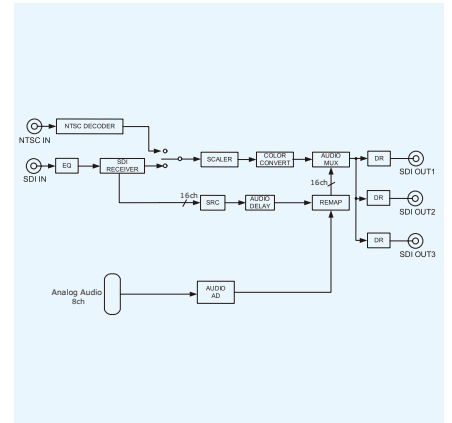 NTSC DECODER
NTSC IN
EQ
SDI
RECEIVER
SDI IN
SCALER
COLOR
CONVERT
AUDIO
MUX
DR
SDI OUT1
16ch
16ch
SRC
AUDIO
DELAY
REMAP
DR
SDI OUT2
DR
SDI OUT3
Analog Audio
8ch
AUDIO
AD